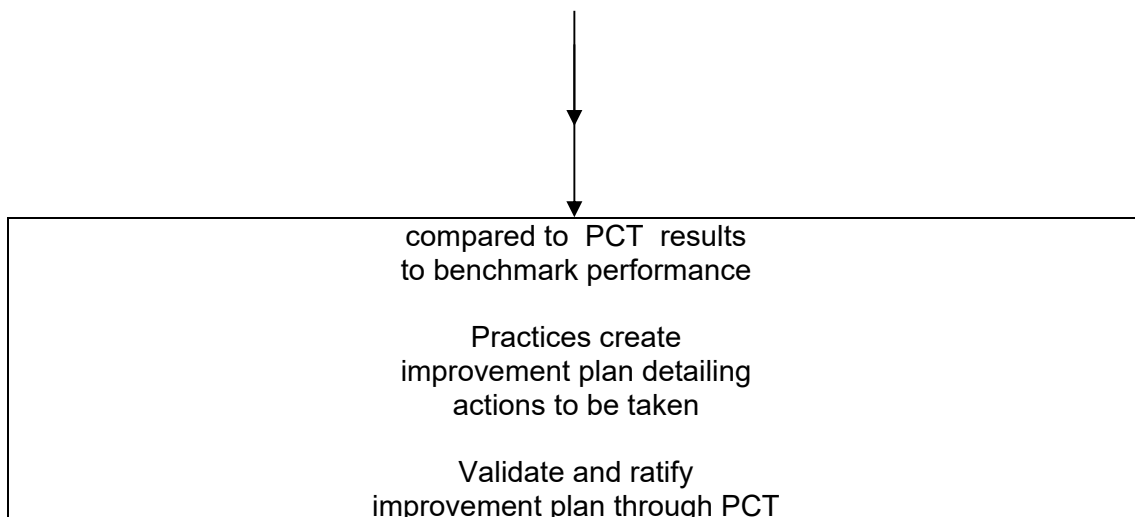 compared to  PCT  results
to benchmark performance
Practices create
improvement plan detailing
actions to be taken
Validate and ratify
improvement plan through PCT